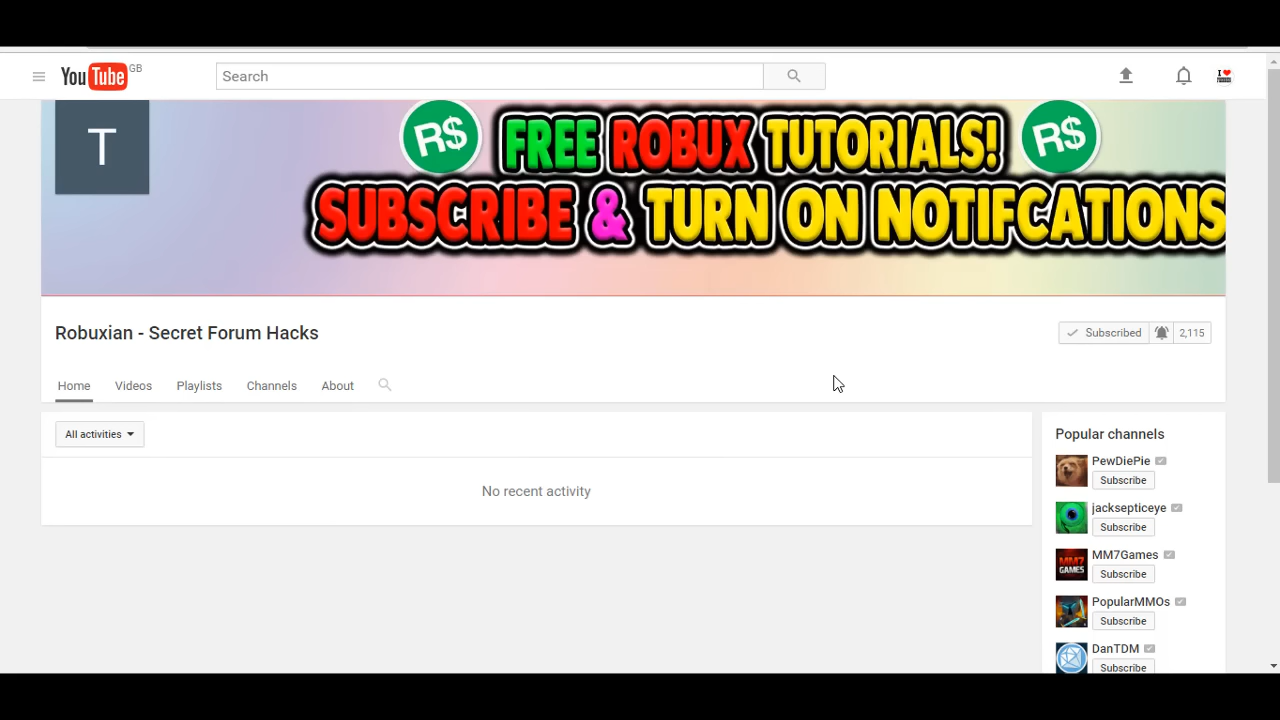 YouTube GB
Search
T
R$ FREE ROBUX TUTORIALS! R$
SUBSCRIBE & TURN ON NOTIFCATIONS
Robuxian - Secret Forum Hacks
Subscribed 2,115
Home Videos Playlists Channels About
All activities
No recent activity
Popular channels
PewDiePie
Subscribe
jacksepticeye
Subscribe
MM7Games
Subscribe
PopularMMOs
Subscribe
DanTDM
Subscribe